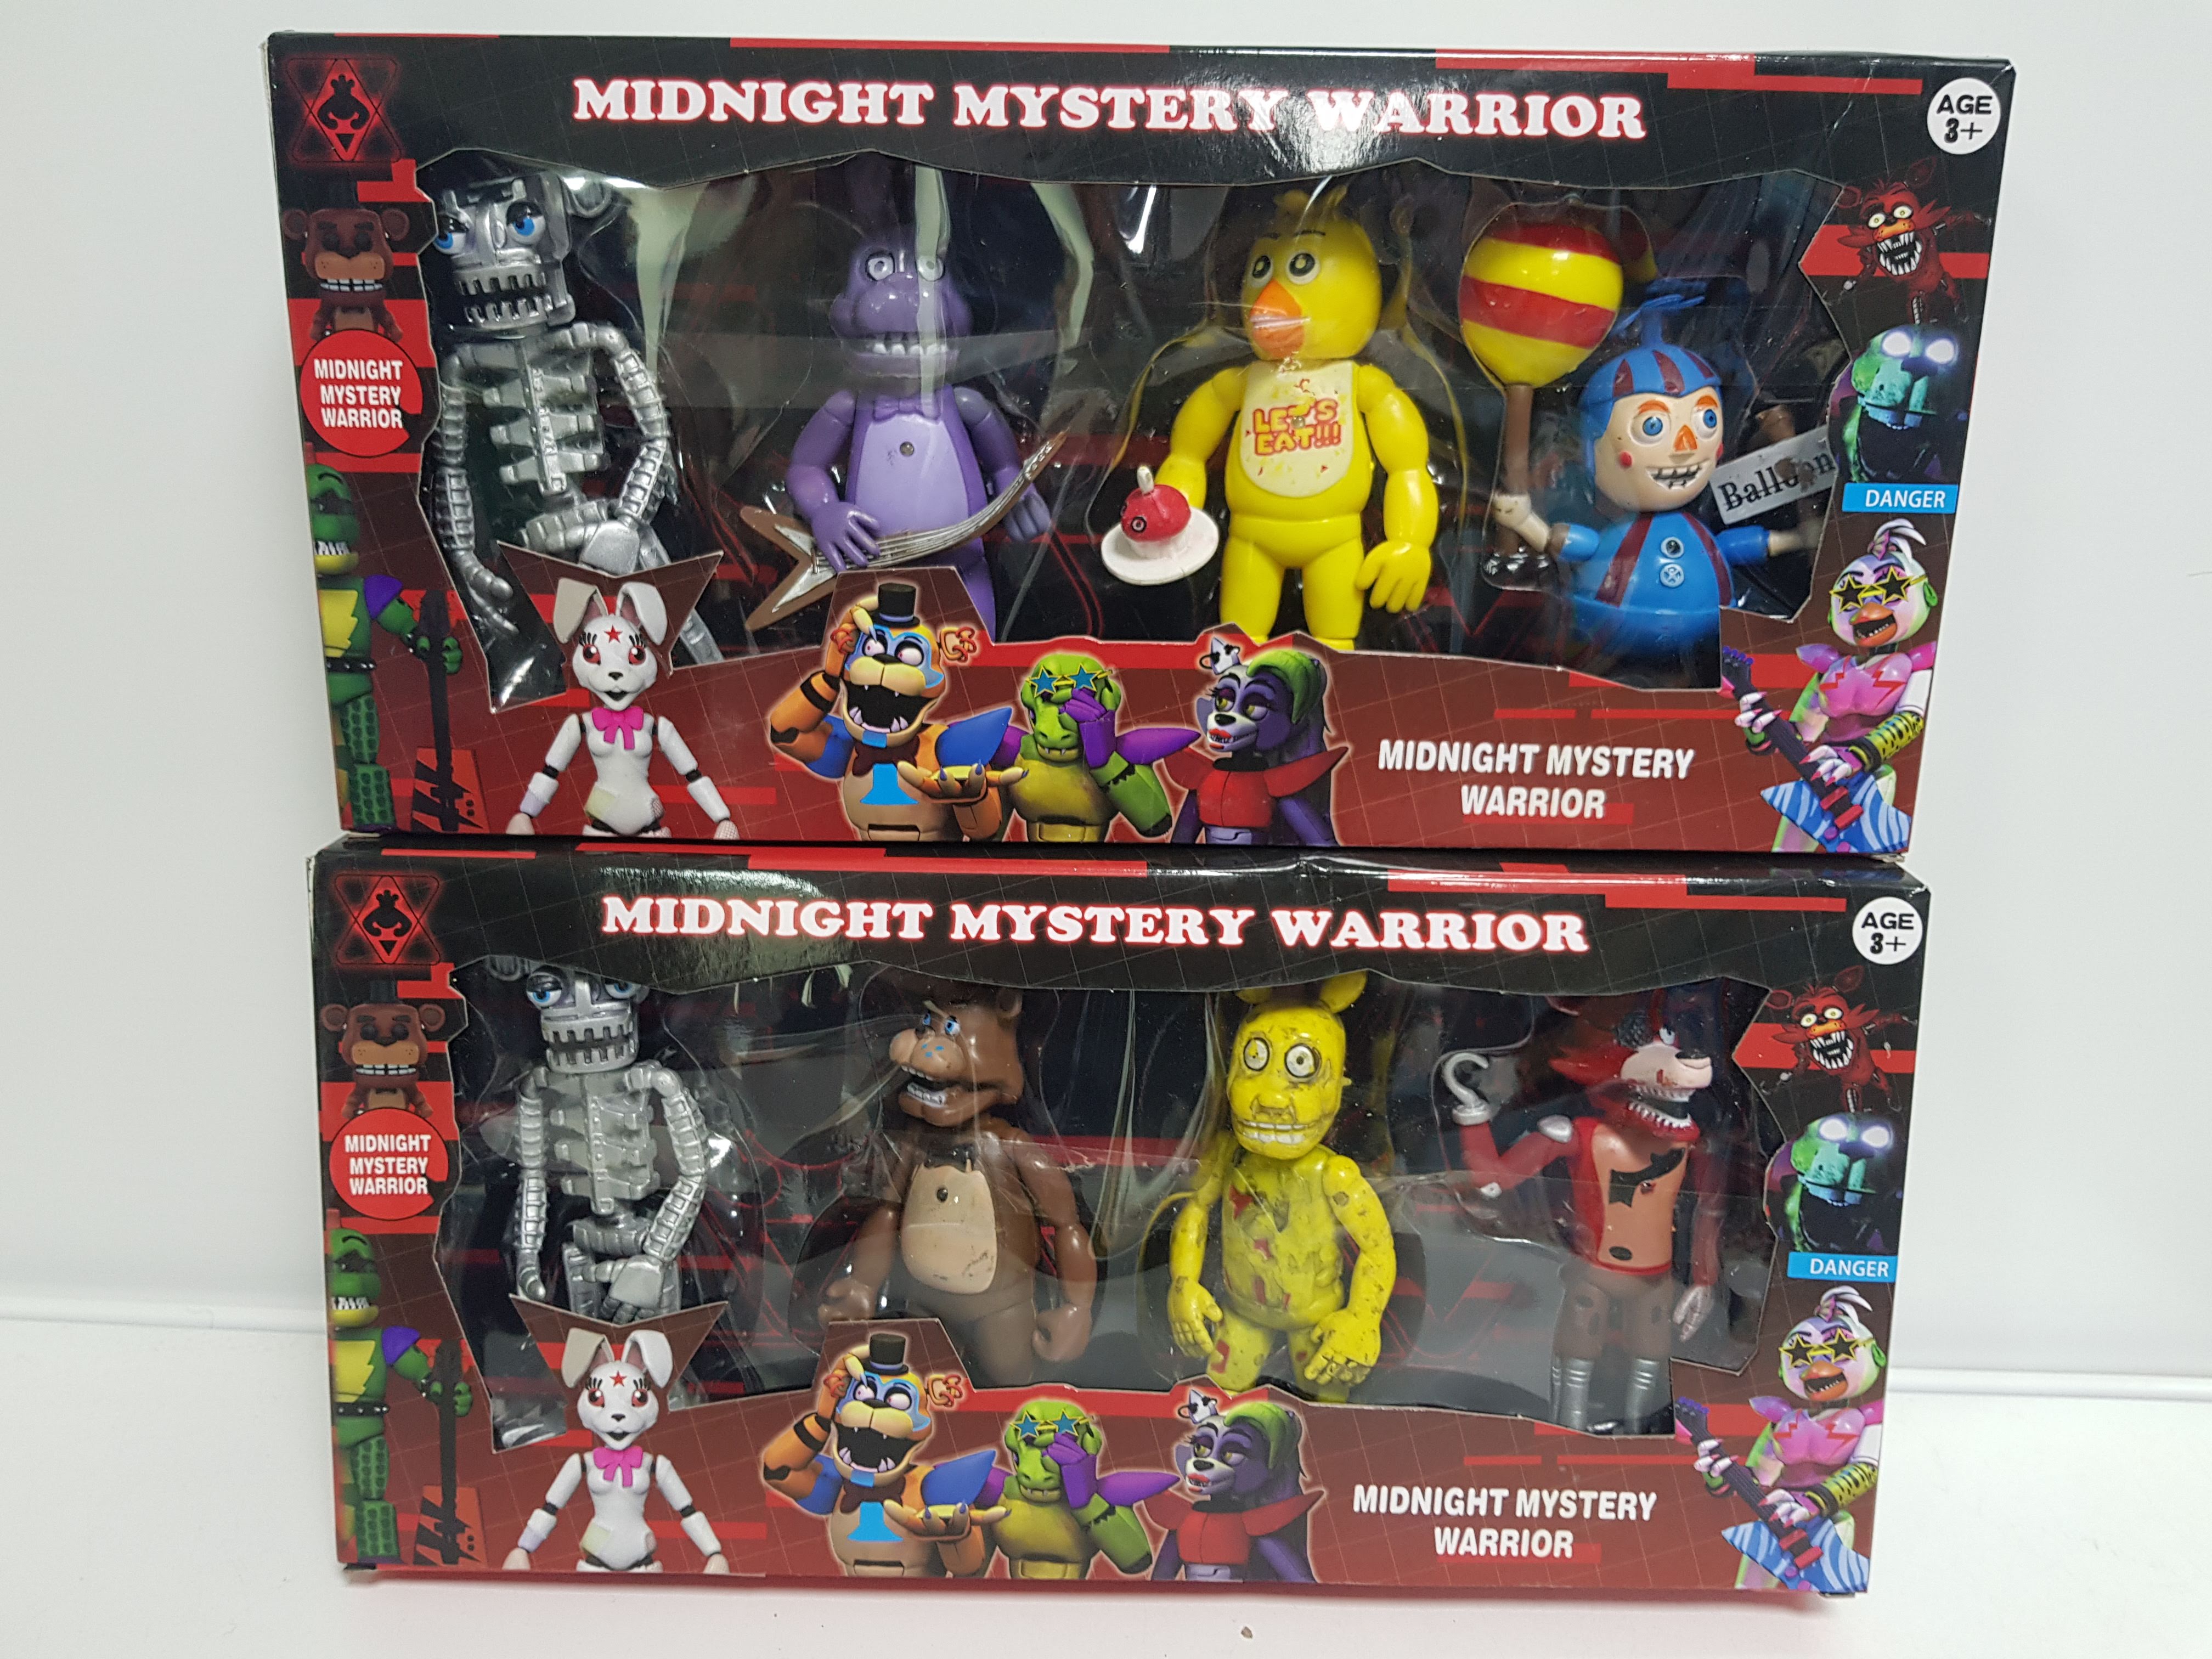 MIDNIGHT MYSTERY WARRIOR
AGE
3+
MIDNIGHT
MYSTERY
WARRIOR
LET'S
EAT!!!
Balloon
DANGER
MIDNIGHT MYSTERY
WARRIOR
MIDNIGHT MYSTERY WARRIOR
AGE
3+
MIDNIGHT
MYSTERY
WARRIOR
DANGER
MIDNIGHT MYSTERY
WARRIOR